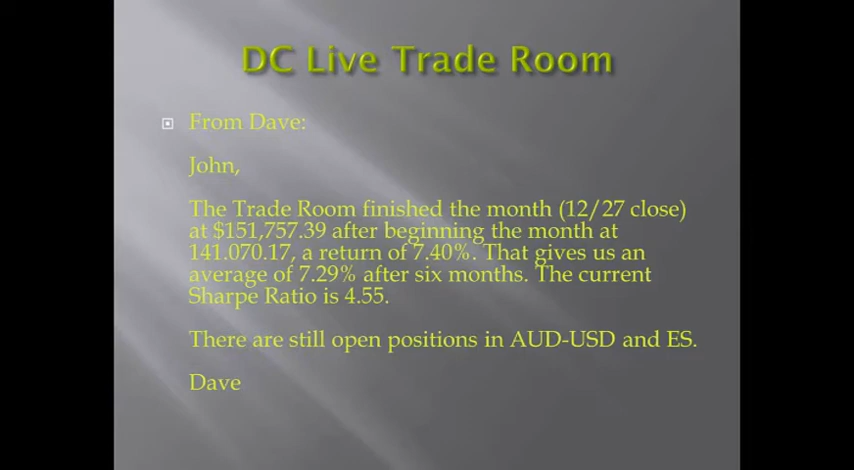 DC Live Trade Room
From Dave:
John,
The Trade Room finished the month (12/27 close)
at $151,757.39 after beginning the month at
141.070.17, a return of 7.40%. That gives us an
average of 7.29% after six months. The current
Sharpe Ratio is 4.55.
There are still open positions in AUD-USD and ES.
Dave